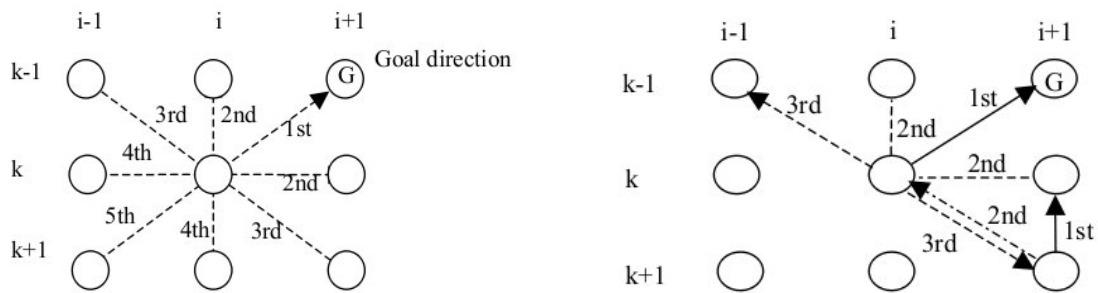 i-1 i i+1
k-1 G Goal direction
3rd 2nd 1st
4th
k 2nd
5th 4th 3rd
k+1
i-1 i i+1
k-1 G
3rd 1st
2nd
k 2nd
3rd 2nd 1st
k+1